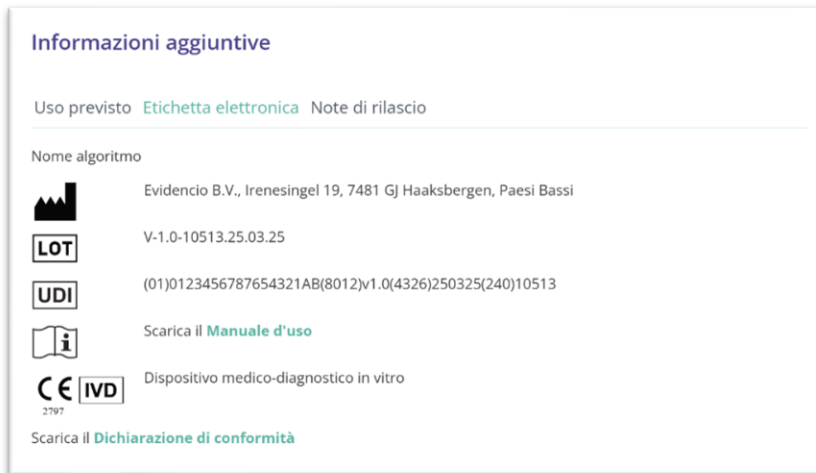 Informazioni aggiuntive
Uso previsto Etichetta elettronica Note di rilascio
Nome algoritmo
Evidencio B.V., Irenesingel 19, 7481 GJ Haaksbergen, Paesi Bassi
LOT V-1.0-10513.25.03.25
UDI (01)0123456787654321AB(8012)v1.0(4326)250325(240)10513
i Scarica il Manuale d'uso
CE IVD Dispositivo medico-diagnostico in vitro
2797
Scarica il Dichiarazione di conformità